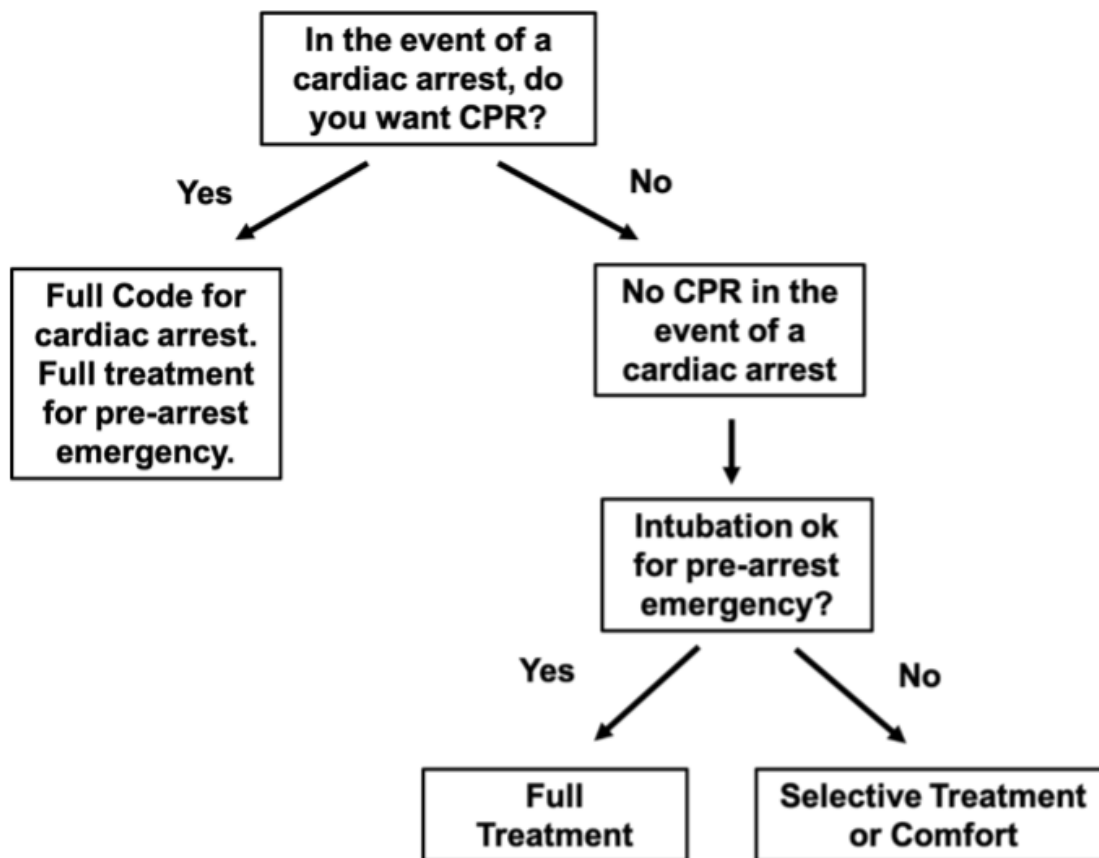 In the event of a
cardiac arrest, do
you want CPR?
Yes
No
Full Code for
cardiac arrest.
Full treatment
for pre-arrest
emergency.
No CPR in the
event of a
cardiac arrest
Intubation ok
for pre-arrest
emergency?
Yes
No
Full
Treatment
Selective Treatment
or Comfort